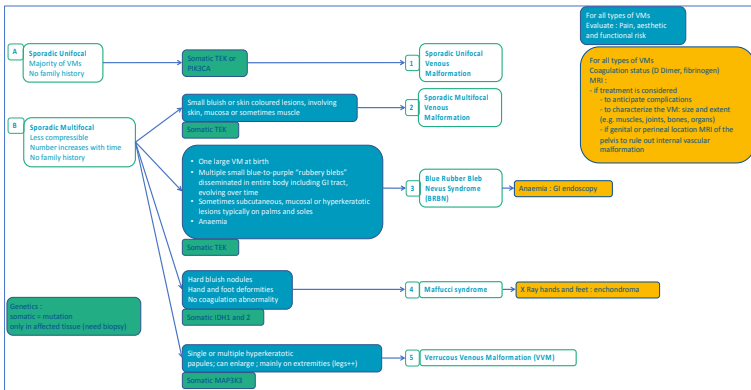 A
Sporadic Unifocal
Majority of VMs
No family history
Somatic TEK or
PIK3CA
1
Sporadic Unifocal
Venous
Malformation
For all types of VMs
Evaluate : Pain, aesthetic
and functional risk
For all types of VMs
Coagulation status (D Dimer, fibrinogen)
MRI :
- if treatment is considered
- to anticipate complications
- to characterize the VM: size and extent
(e.g. muscles, joints, bones, organs)
- if genital or perineal location MRI of
the pelvis to rule out internal vascular
malformation
B
Sporadic Multifocal
Less compressible
Number increases with time
No family history
Small bluish or skin coloured lesions, involving
skin, mucosa or sometimes muscle
Somatic TEK
2
Sporadic Multifocal
Venous
Malformation
• One large VM at birth
• Multiple small blue-to-purple “rubbery blebs”
disseminated in entire body including GI tract,
evolving over time
• Sometimes subcutaneous, mucosal or hyperkeratotic
lesions typically on palms and soles
• Anaemia
Somatic TEK
3
Blue Rubber Bleb
Nevus Syndrome
(BRBN)
Anaemia : GI endoscopy
Hard bluish nodules
Hand and foot deformities
No coagulation abnormality
Somatic IDH1 and 2
4
Maffucci syndrome
X Ray hands and feet : enchondroma
Genetics :
somatic = mutation
only in affected tissue (need biopsy)
Single or multiple hyperkeratotic
papules; can enlarge ; mainly on extremities (legs++)
Somatic MAP3K3
5
Verrucous Venous Malformation (VVM)